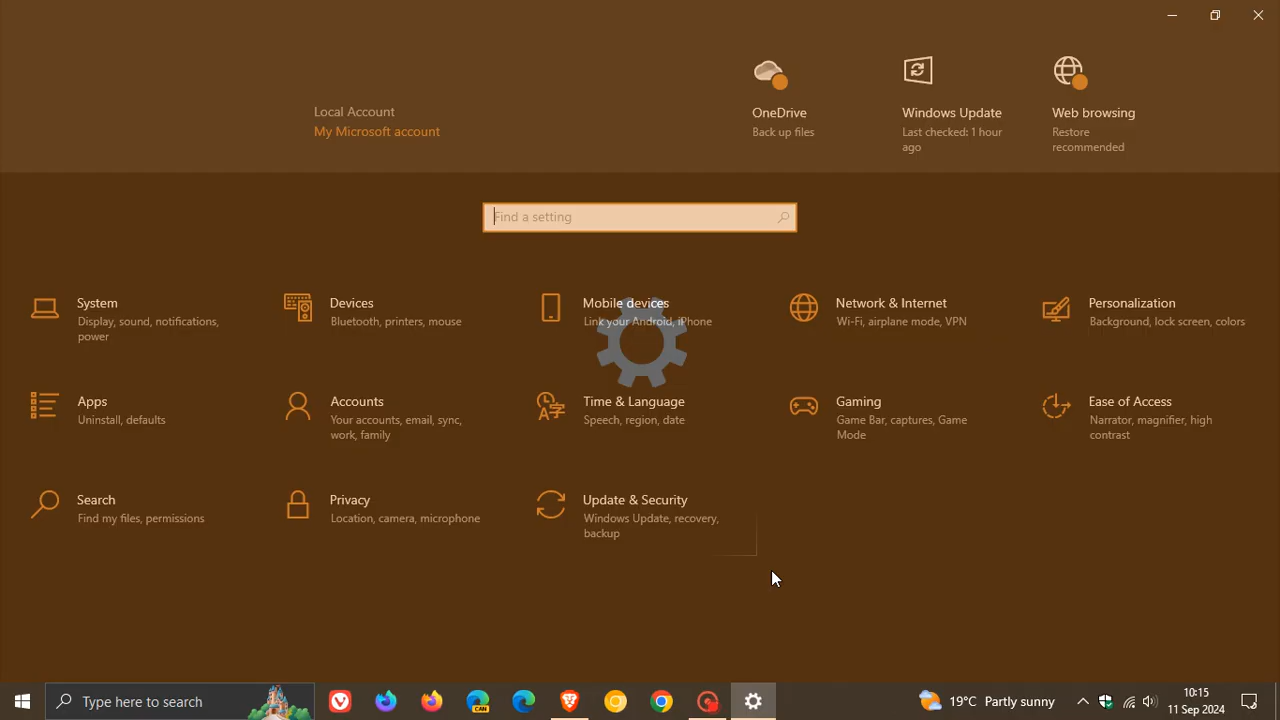 Local Account
My Microsoft account
OneDrive
Back up files
Windows Update
Last checked: 1 hour
ago
Web browsing
Restore
recommended
Find a setting
System
Display, sound, notifications,
power
Devices
Bluetooth, printers, mouse
Mobile devices
Link your Android, iPhone
Network & Internet
Wi-Fi, airplane mode, VPN
Personalization
Background, lock screen, colors
Apps
Uninstall, defaults
Accounts
Your accounts, email, sync,
work, family
Time & Language
Speech, region, date
Gaming
Game Bar, captures, Game
Mode
Ease of Access
Narrator, magnifier, high
contrast
Search
Find my files, permissions
Privacy
Location, camera, microphone
Update & Security
Windows Update, recovery,
backup
Type here to search
CAN
19°C Partly sunny
10:15
11 Sep 2024